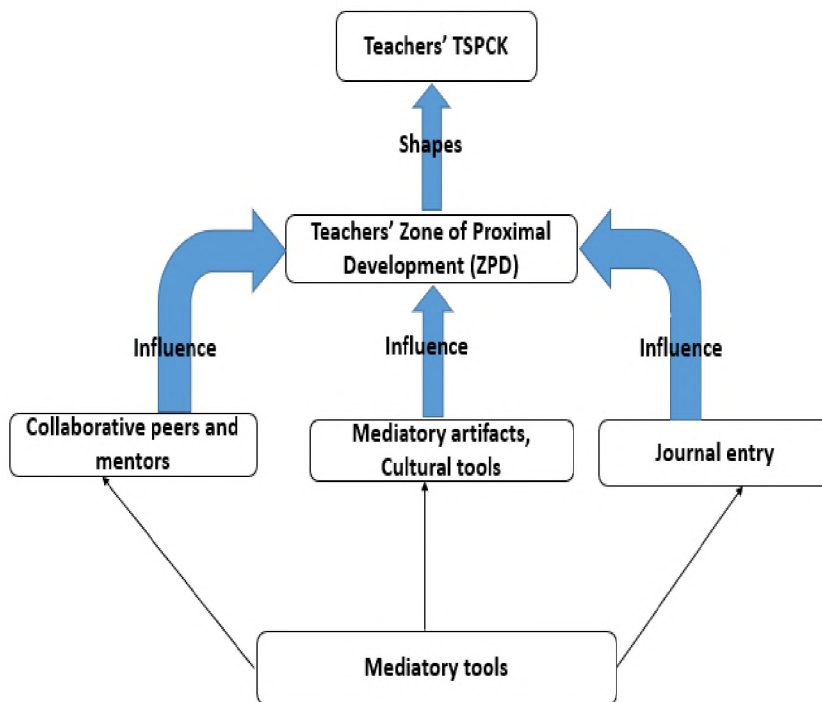 Teachers' TSPCK
Shapes
Teachers' Zone of Proximal
Development (ZPD)
Influence
Influence
Influence
Collaborative peers and
mentors
Mediatory artifacts,
Cultural tools
Journal entry
Mediatory tools